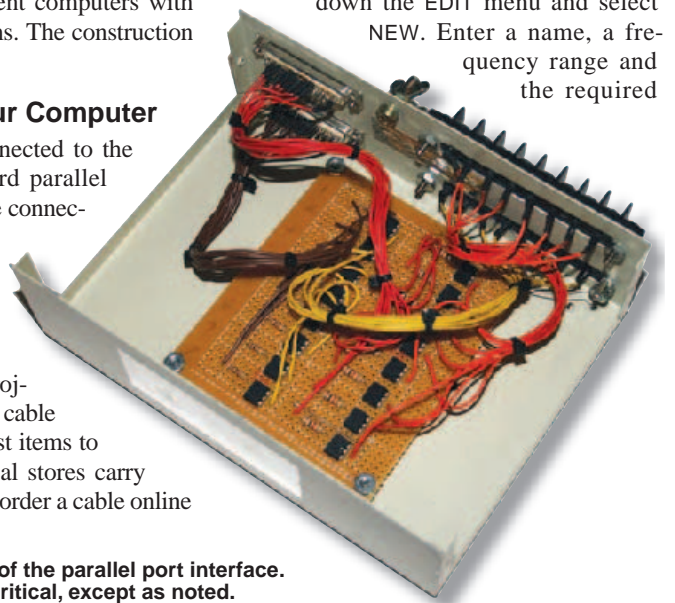 ent computers with
ns. The construction
ur Computer
nected to the
rd parallel
e connec-
oj-
cable
st items to
al stores carry
order a cable online
of the parallel port interface.
ritical, except as noted.
down the EDIT menu and select
NEW. Enter a name, a fre-
quency range and
the required